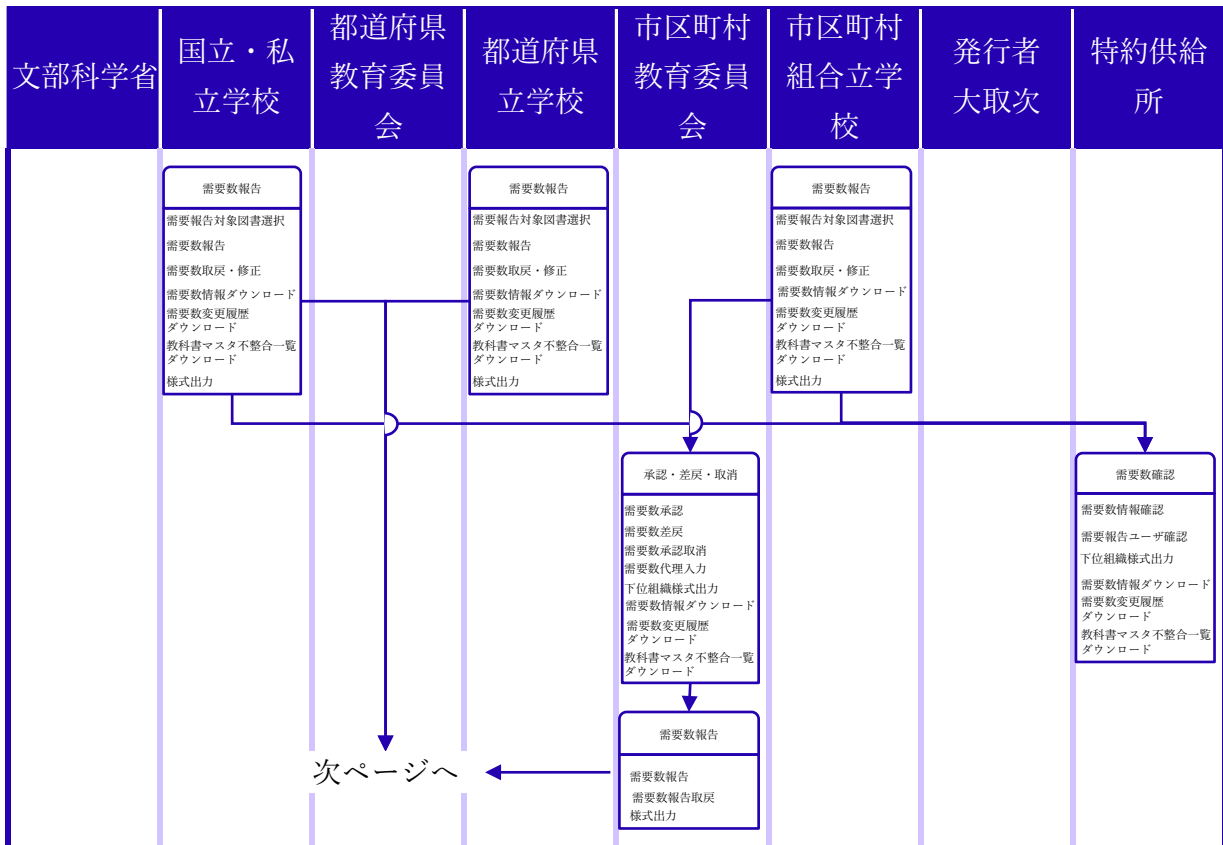 文部科学省
国立・私
立学校
都道府県
教育委員
会
都道府県
立学校
市区町村
教育委員
会
市区町村
組合立学
校
発行者
大取次
特約供給
所
需要数報告
需要報告対象図書選択
需要数報告
需要数取戻・修正
需要数情報ダウンロード
需要数変更履歴
ダウンロード
教科書マスタ不整合一覧
ダウンロード
様式出力
需要数報告
需要報告対象図書選択
需要数報告
需要数取戻・修正
需要数情報ダウンロード
需要数変更履歴
ダウンロード
教科書マスタ不整合一覧
ダウンロード
様式出力
需要数報告
需要報告対象図書選択
需要数報告
需要数取戻・修正
需要数情報ダウンロード
需要数変更履歴
ダウンロード
教科書マスタ不整合一覧
ダウンロード
様式出力
承認・差戻・取消
需要数承認
需要数差戻
需要数承認取消
需要数代理入力
下位組織様式出力
需要数情報ダウンロード
需要数変更履歴
ダウンロード
教科書マスタ不整合一覧
ダウンロード
需要数確認
需要数情報確認
需要報告ユーザ確認
下位組織様式出力
需要数情報ダウンロード
需要数変更履歴
ダウンロード
教科書マスタ不整合一覧
ダウンロード
需要数報告
需要数報告
需要数報告取戻
様式出力
次ページへ